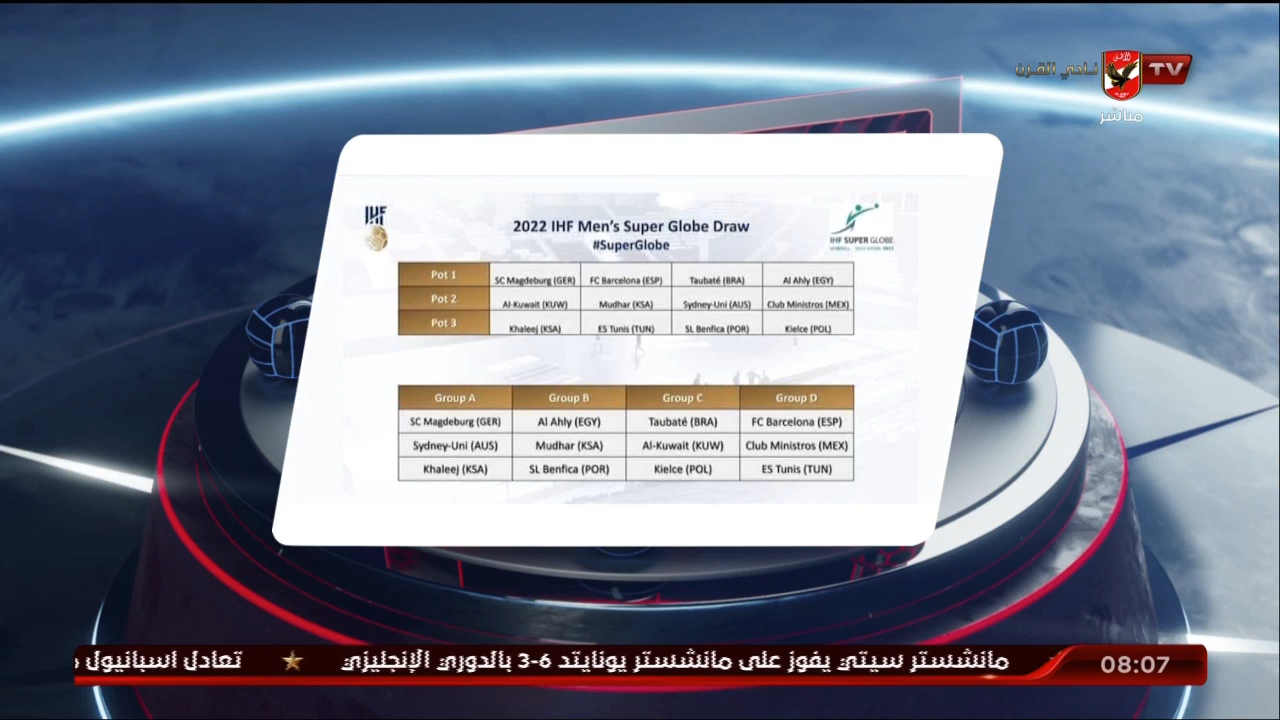 نادي القرن
TV
مباشر
IHF
2022 IHF Men's Super Globe Draw
#SuperGlobe
IHF SUPER GLOBE
Pot 1 SC Magdeburg (GER) FC Barcelona (ESP) Taubaté (BRA) Al Ahly (EGY)
Pot 2 Al-Kuwait (KUW) Mudhar (KSA) Sydney-Uni (AUS) Club Ministros (MEX)
Pot 3 Khaleej (KSA) ES Tunis (TUN) SL Benfica (POR) Kielce (POL)
Group A Group B Group C Group D
SC Magdeburg (GER) Al Ahly (EGY) Taubaté (BRA) FC Barcelona (ESP)
Sydney-Uni (AUS) Mudhar (KSA) Al-Kuwait (KUW) Club Ministros (MEX)
Khaleej (KSA) SL Benfica (POR) Kielce (POL) ES Tunis (TUN)
08:07
مانشستر سيتي يفوز على مانشستر يونايتد 6-3 بالدوري الإنجليزي ★ تعادل اسبانيول